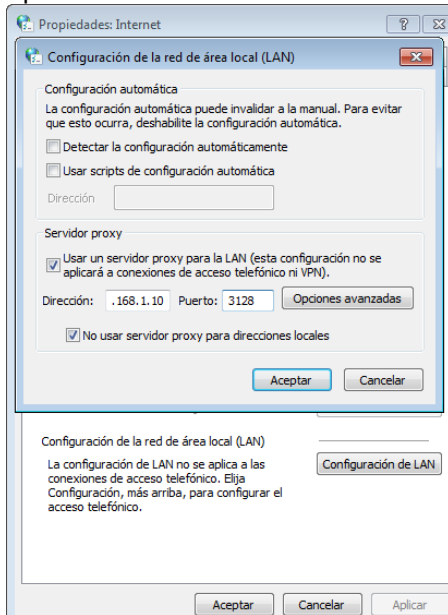 Propiedades: Internet
Configuración de la red de área local (LAN)
Configuración automática
La configuración automática puede invalidar a la manual. Para evitar
que esto ocurra, deshabilite la configuración automática.
Detectar la configuración automáticamente
Usar scripts de configuración automática
Dirección
Servidor proxy
Usar un servidor proxy para la LAN (esta configuración no se
aplicará a conexiones de acceso telefónico ni VPN).
Dirección: .168.1.10 Puerto: 3128 Opciones avanzadas
No usar servidor proxy para direcciones locales
Aceptar Cancelar
Configuración de la red de área local (LAN)
La configuración de LAN no se aplica a las
conexiones de acceso telefónico. Elija
Configuración, más arriba, para configurar el
acceso telefónico.
Configuración de LAN
Aceptar Cancelar Aplicar